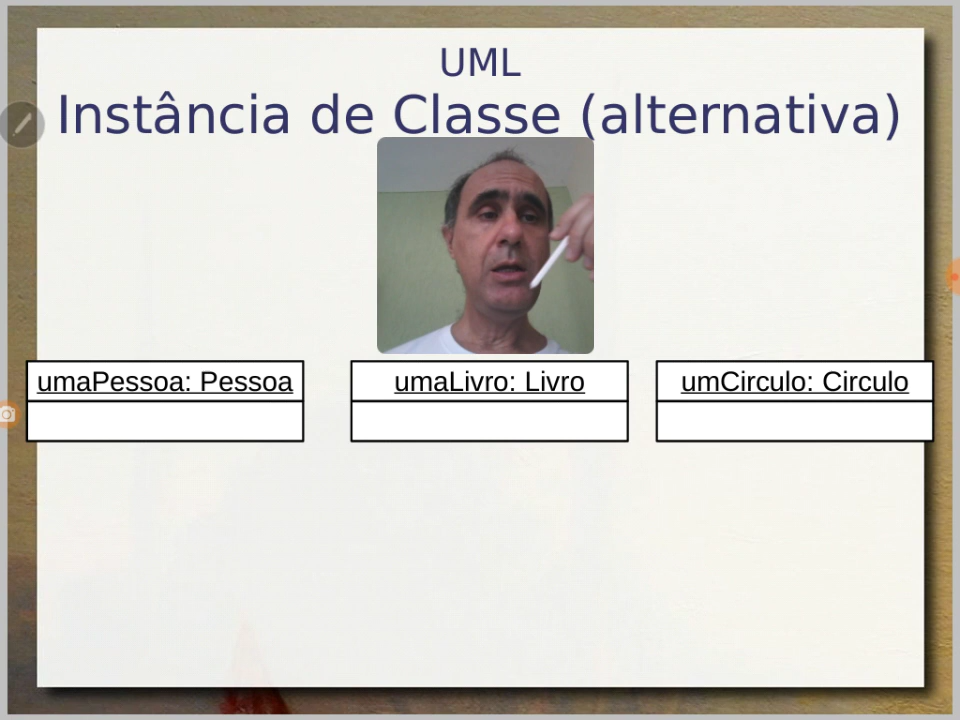 UML
Instância de Classe (alternativa)
umaPessoa: Pessoa
umaLivro: Livro
umCirculo: Circulo